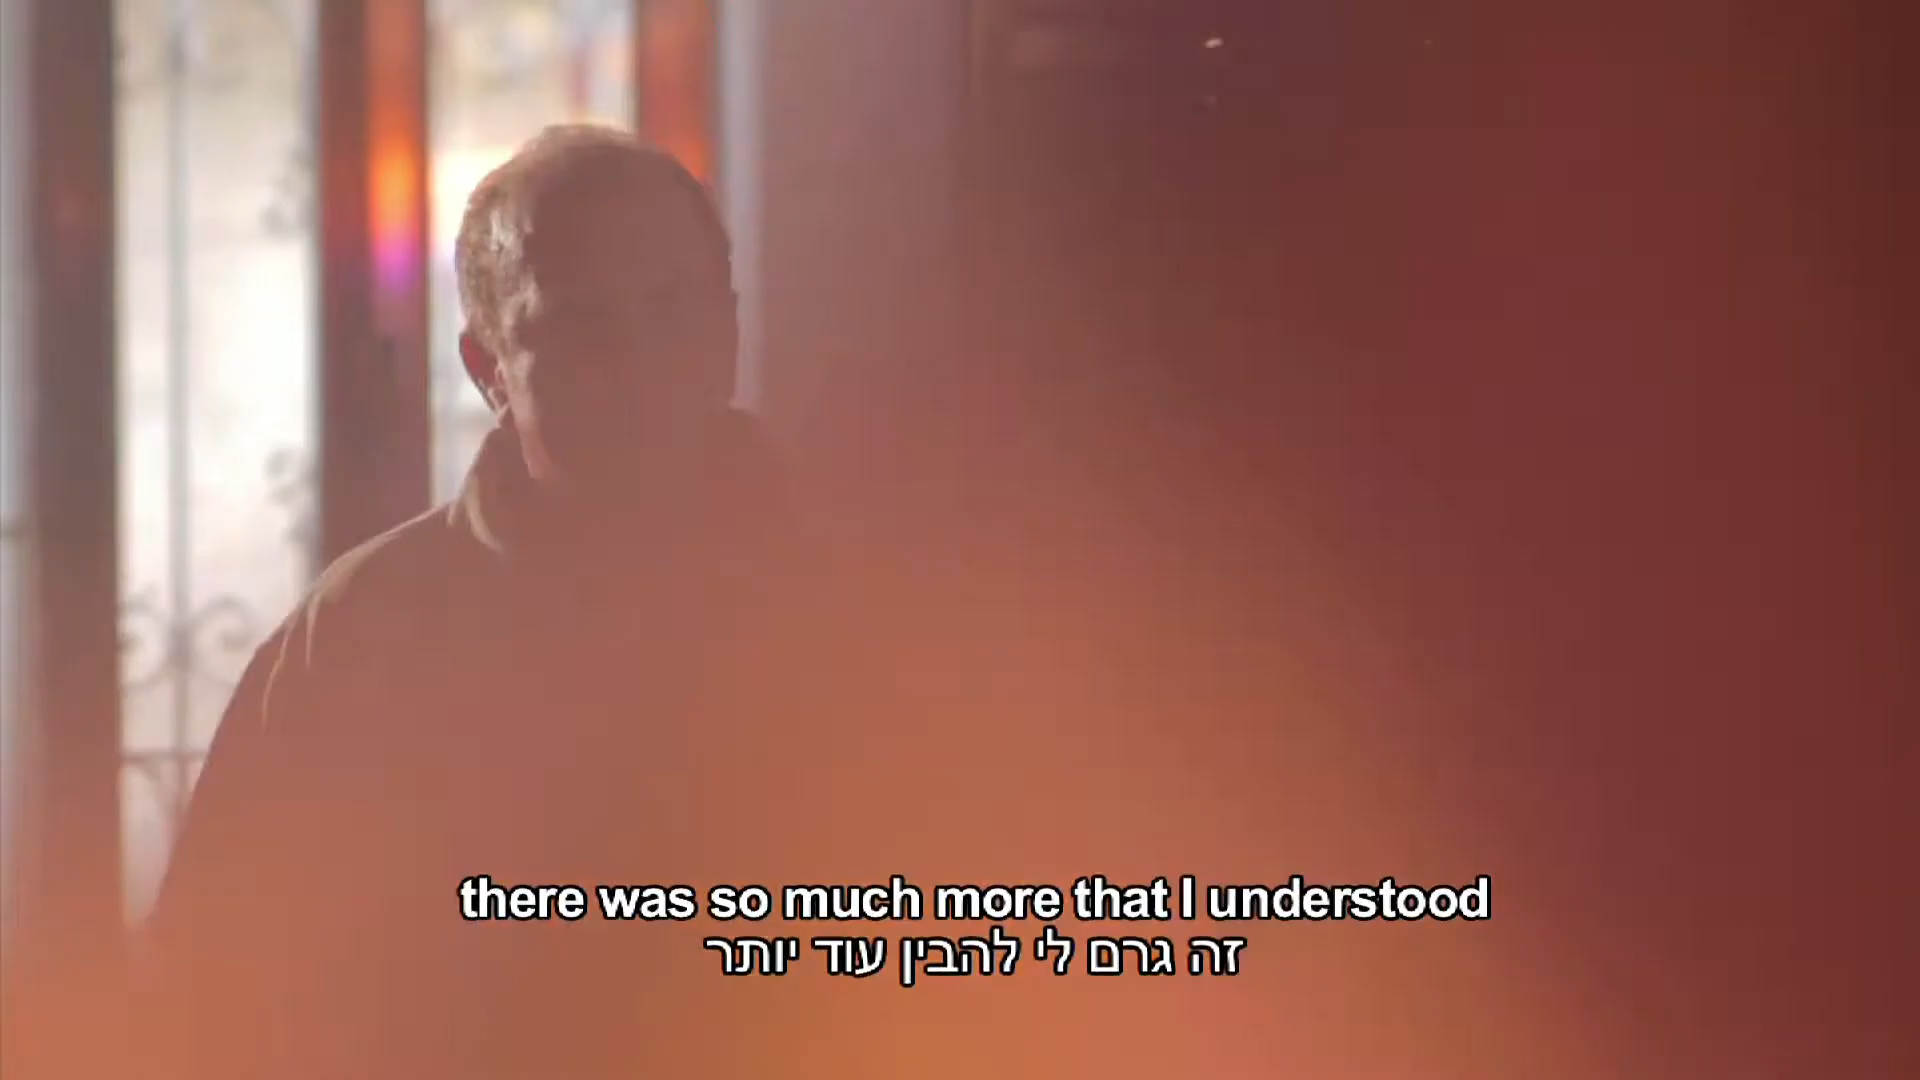 there was so much more that I understood
זה גרם לי להבין עוד יותר